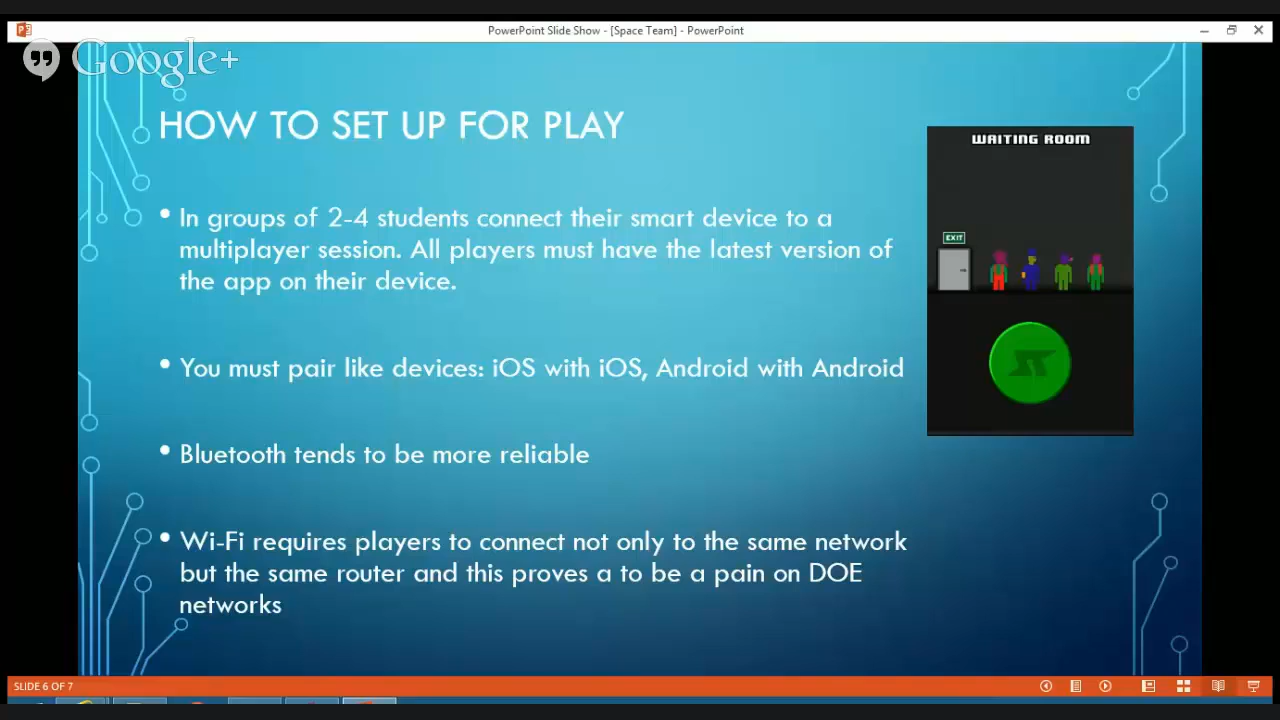 PowerPoint Slide Show - [Space Team] - PowerPoint
Google+
HOW TO SET UP FOR PLAY
WAITING ROOM
EXIT
• In groups of 2-4 students connect their smart device to a
multiplayer session. All players must have the latest version of
the app on their device.
• You must pair like devices: iOS with iOS, Android with Android
• Bluetooth tends to be more reliable
• Wi-Fi requires players to connect not only to the same network
but the same router and this proves a to be a pain on DOE
networks
SLIDE 6 OF 7